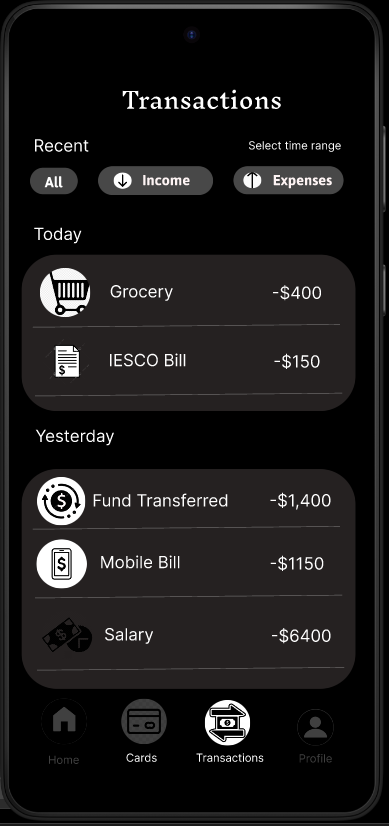 Transactions
Recent
Select time range
All
Income
Expenses
Today
Grocery -$400
IESCO Bill -$150
Yesterday
Fund Transferred -$1,400
Mobile Bill -$1150
Salary -$6400
Home Cards Transactions Profile